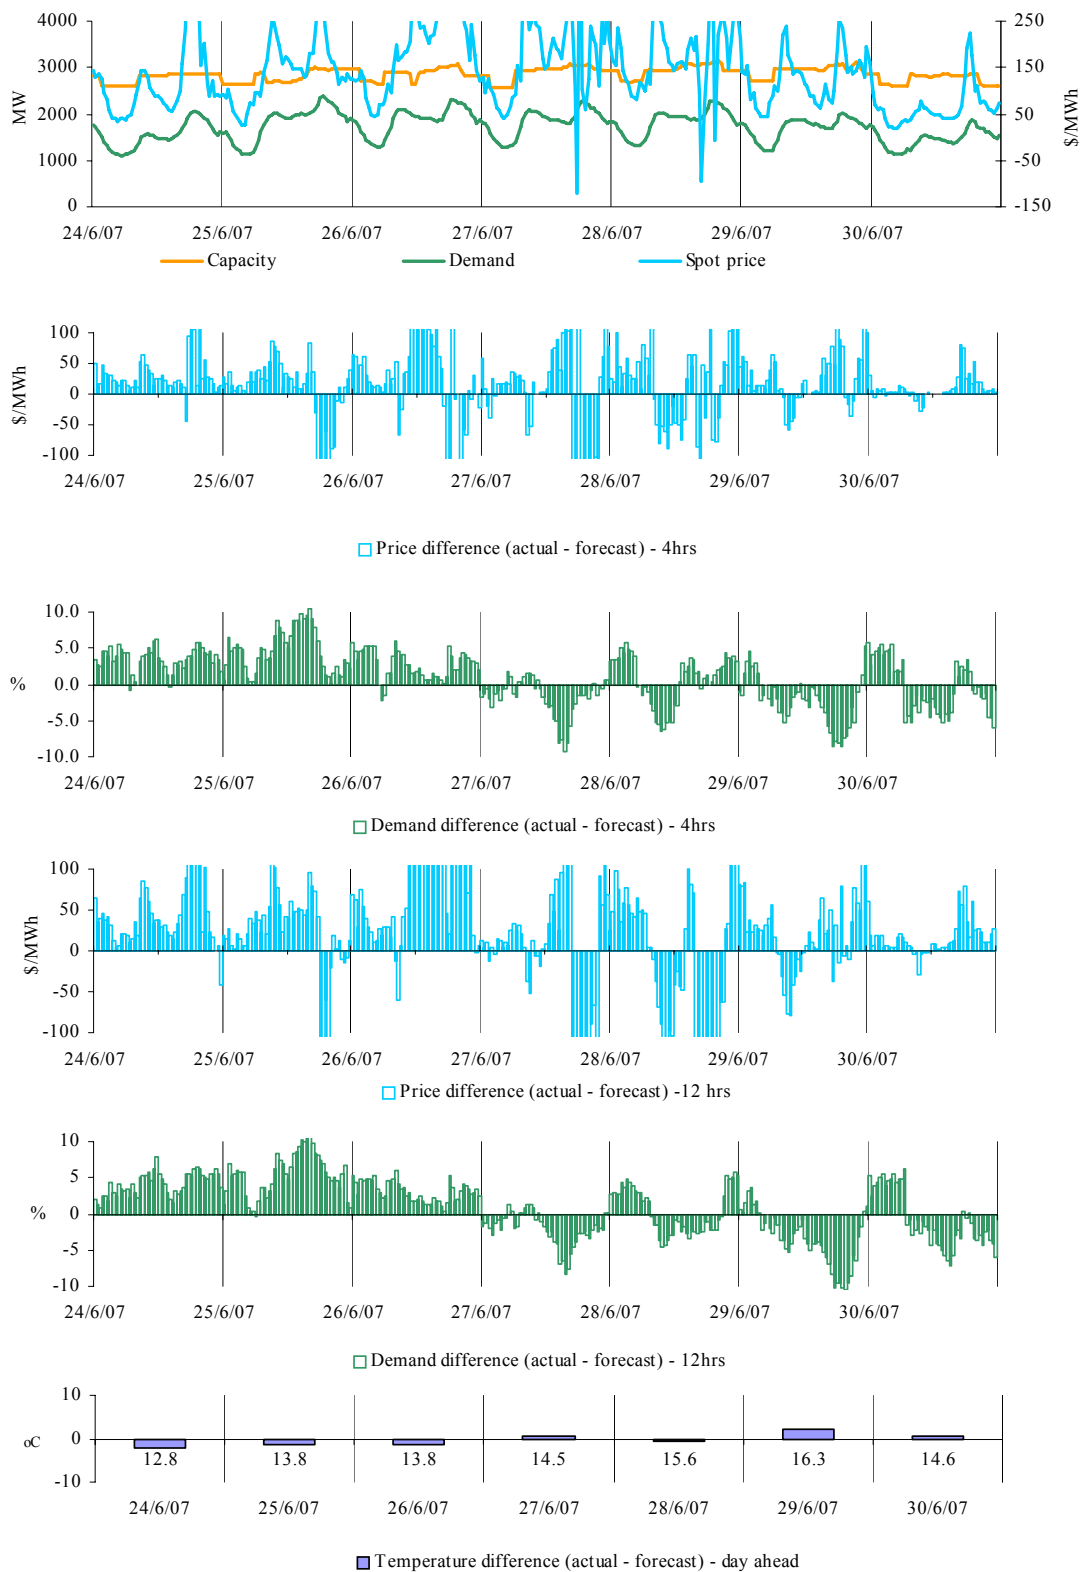 4000 250
3000 150
2000 50
1000 -50
0 -150
MW
$/MWh
24/6/07 25/6/07 26/6/07 27/6/07 28/6/07 29/6/07 30/6/07
Capacity Demand Spot price
100
50
0
-50
-100
$/MWh
24/6/07 25/6/07 26/6/07 27/6/07 28/6/07 29/6/07 30/6/07
Price difference (actual - forecast) - 4hrs
10.0
5.0
0.0
-5.0
-10.0
%
24/6/07 25/6/07 26/6/07 27/6/07 28/6/07 29/6/07 30/6/07
Demand difference (actual - forecast) - 4hrs
100
50
0
-50
-100
$/MWh
24/6/07 25/6/07 26/6/07 27/6/07 28/6/07 29/6/07 30/6/07
Price difference (actual - forecast) -12 hrs
10
5
0
-5
-10
%
24/6/07 25/6/07 26/6/07 27/6/07 28/6/07 29/6/07 30/6/07
Demand difference (actual - forecast) - 12hrs
10
0
-10
oC
12.8 13.8 13.8 14.5 15.6 16.3 14.6
24/6/07 25/6/07 26/6/07 27/6/07 28/6/07 29/6/07 30/6/07
Temperature difference (actual - forecast) - day ahead